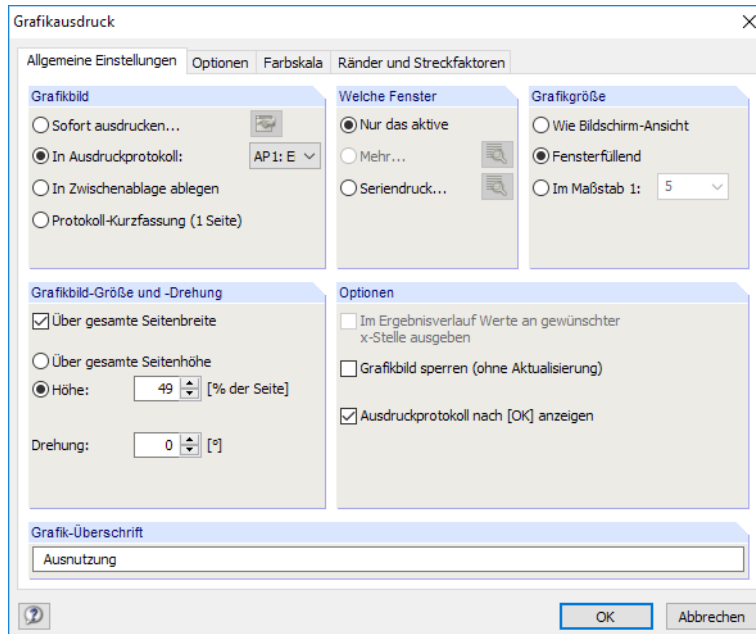 Grafikausdruck
Allgemeine Einstellungen Optionen Farbskala Ränder und Streckfaktoren
Grafikbild
Sofort ausdrucken...
In Ausdruckprotokoll: AP1: E
In Zwischenablage ablegen
Protokoll-Kurzfassung (1 Seite)
Welche Fenster
Nur das aktive
Mehr...
Seriendruck...
Grafikgröße
Wie Bildschirm-Ansicht
Fensterfüllend
Im Maßstab 1: 5
Grafikbild-Größe und -Drehung
Über gesamte Seitenbreite
Über gesamte Seitenhöhe
Höhe: 49 [% der Seite]
Drehung: 0 [°]
Optionen
Im Ergebnisverlauf Werte an gewünschter
x-Stelle ausgeben
Grafikbild sperren (ohne Aktualisierung)
Ausdruckprotokoll nach [OK] anzeigen
Grafik-Überschrift
Ausnutzung
OK Abbrechen